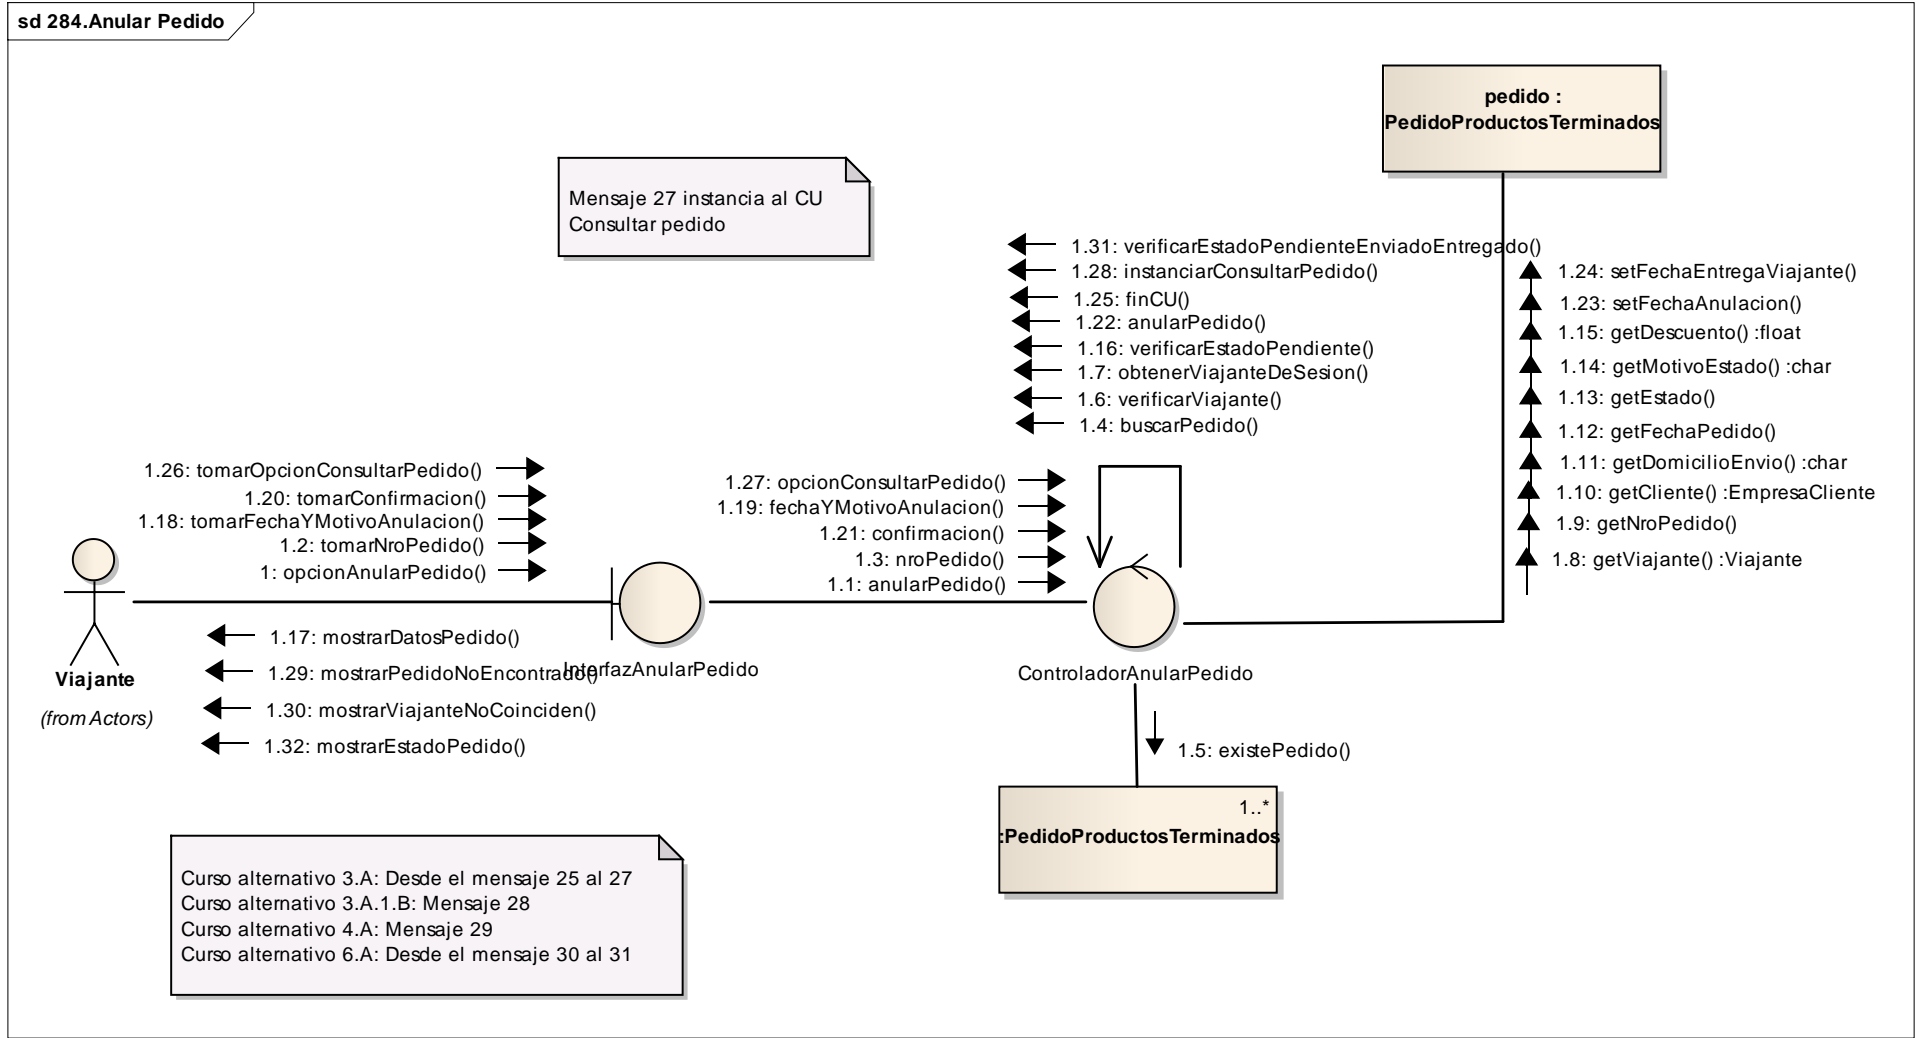 sd 284.Anular Pedido
pedido :
PedidoProductosTerminados
Mensaje 27 instancia al CU
Consultar pedido
1.31: verificarEstadoPendienteEnviadoEntregado()
1.28: instanciarConsultarPedido()
1.25: finCU()
1.22: anularPedido()
1.16: verificarEstadoPendiente()
1.7: obtenerViajanteDeSesion()
1.6: verificarViajante()
1.4: buscarPedido()
1.24: setFechaEntregaViajante()
1.23: setFechaAnulacion()
1.15: getDescuento() :float
1.14: getMotivoEstado() :char
1.13: getEstado()
1.12: getFechaPedido()
1.11: getDomicilioEnvio() :char
1.10: getCliente() :EmpresaCliente
1.9: getNroPedido()
1.8: getViajante() :Viajante
1.26: tomarOpcionConsultarPedido()
1.20: tomarConfirmacion()
1.18: tomarFechaYMotivoAnulacion()
1.2: tomarNroPedido()
1: opcionAnularPedido()
1.27: opcionConsultarPedido()
1.19: fechaYMotivoAnulacion()
1.21: confirmacion()
1.3: nroPedido()
1.1: anularPedido()
Viajante
(from Actors)
1.17: mostrarDatosPedido()
1.29: mostrarPedidoNoEncontrado()
1.30: mostrarViajanteNoCoinciden()
1.32: mostrarEstadoPedido()
InterfazAnularPedido
ControladorAnularPedido
1.5: existePedido()
1..*
:PedidoProductosTerminados
Curso alternativo 3.A: Desde el mensaje 25 al 27
Curso alternativo 3.A.1.B: Mensaje 28
Curso alternativo 4.A: Mensaje 29
Curso alternativo 6.A: Desde el mensaje 30 al 31